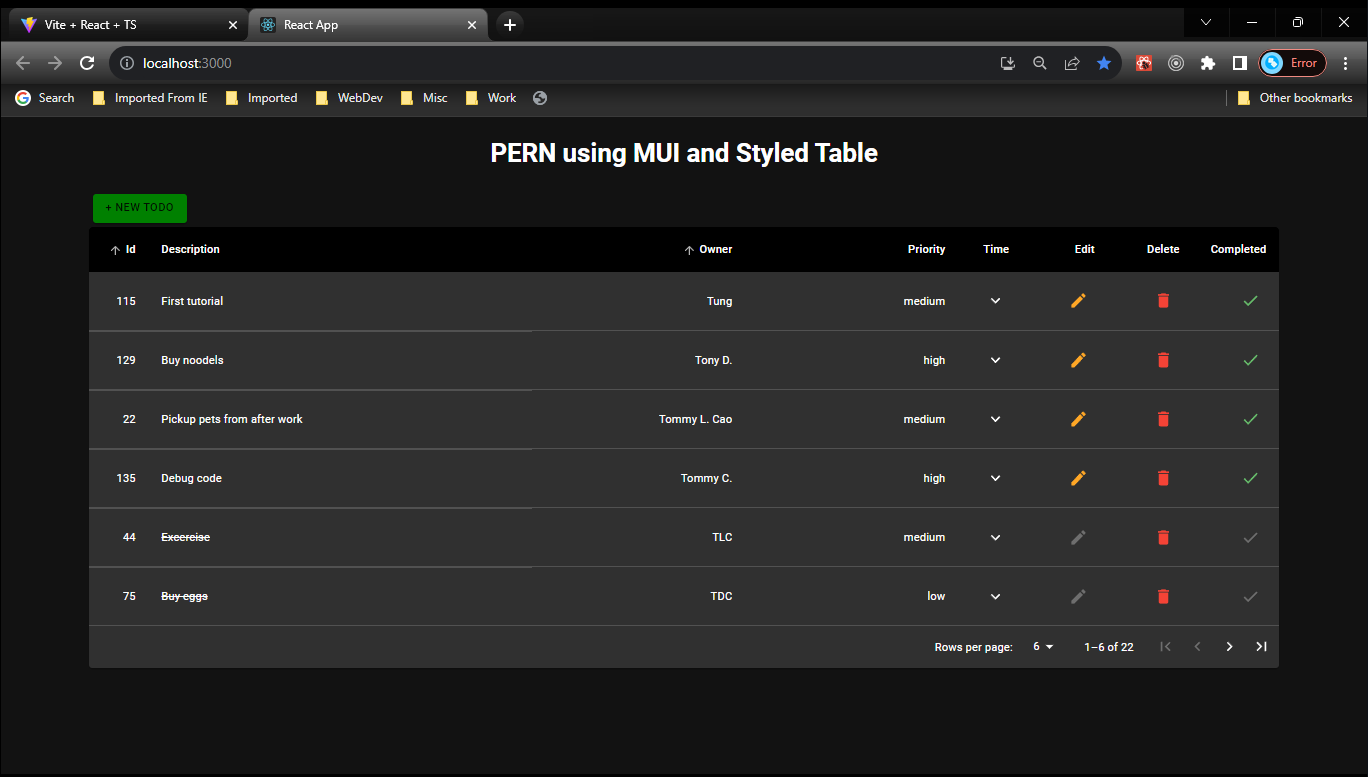 Vite + React + TS
React App
localhost:3000
Error
Search
Imported From IE
Imported
WebDev
Misc
Work
Other bookmarks
PERN using MUI and Styled Table
+ NEW TODO
Id Description Owner Priority Time Edit Delete Completed
115 First tutorial Tung medium
129 Buy noodels Tony D. high
22 Pickup pets from after work Tommy L. Cao medium
135 Debug code Tommy C. high
44 Excercise TLC medium
75 Buy eggs TDC low
Rows per page: 6 1–6 of 22